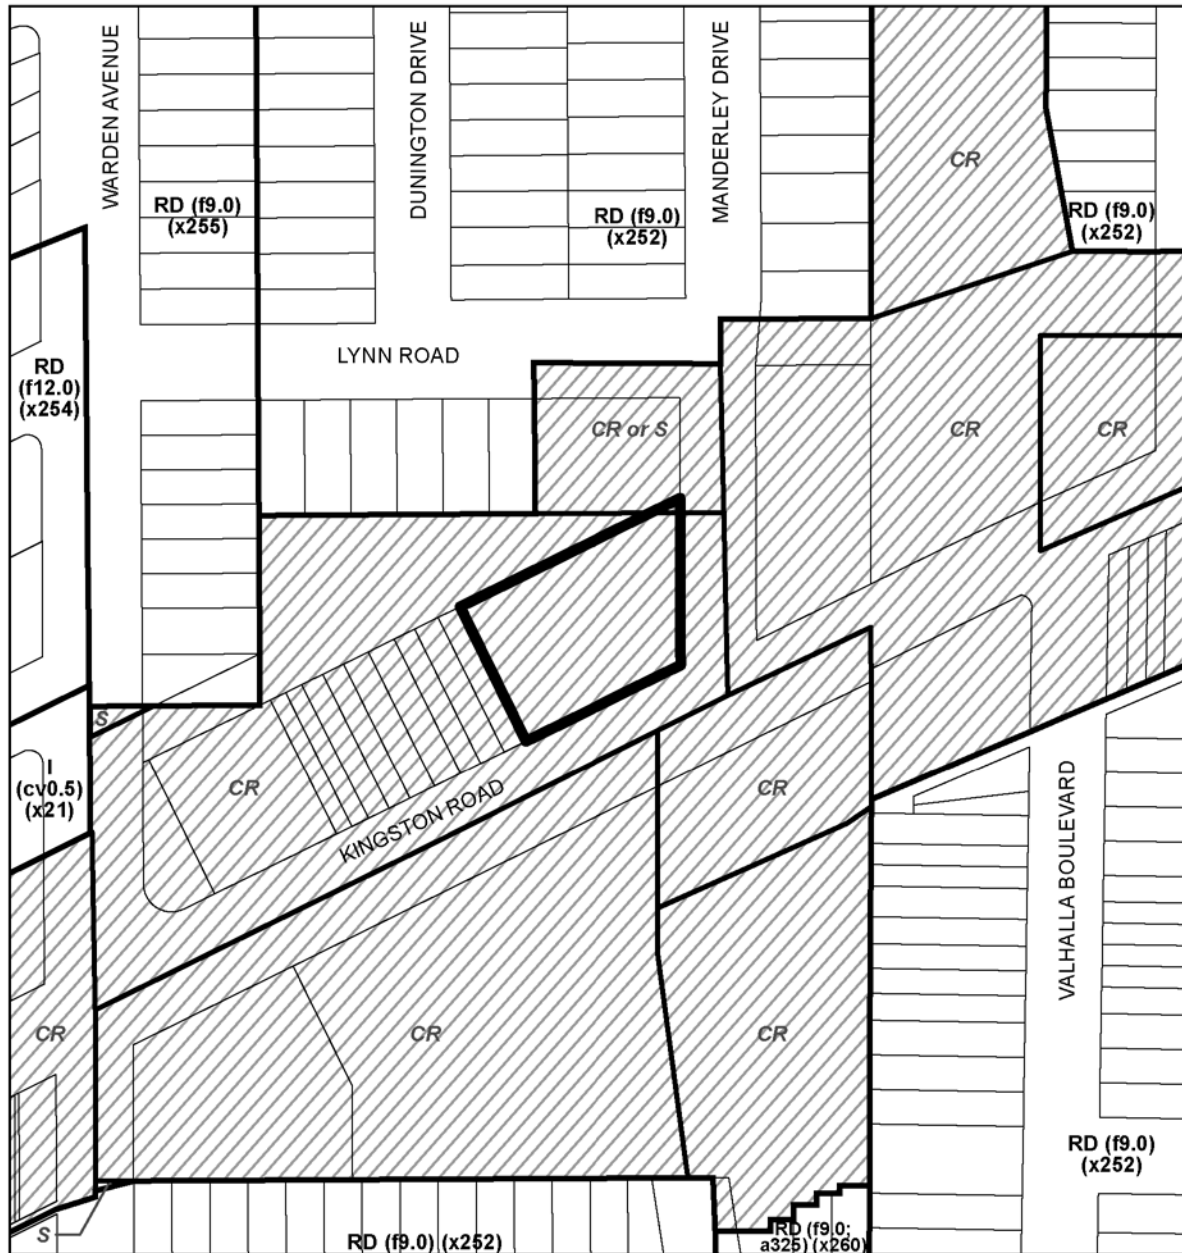 WARDEN AVENUE
DUNINGTON DRIVE
MANDERLEY DRIVE
CR
RD (f9.0)
(x255)
RD (f9.0)
(x252)
RD (f9.0)
(x252)
LYNN ROAD
RD
(f12.0)
(x254)
CR or S
CR
CR
S
I
(cv0.5)
(x21)
CR
KINGSTON ROAD
CR
VALHALLA BOULEVARD
CR
CR
CR
RD (f9.0)
(x252)
S
RD (f9.0) (x252)
RD (f9.0;
a325) (x260)